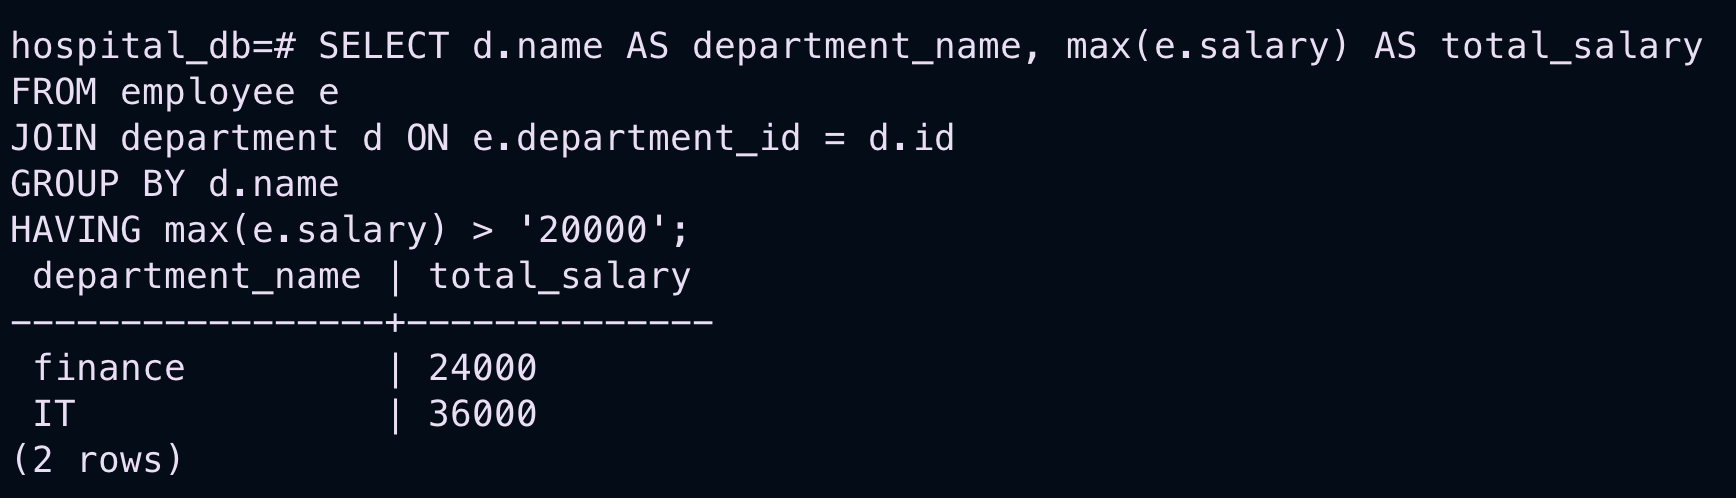 hospital_db=# SELECT d.name AS department_name, max(e.salary) AS total_salary
FROM employee e
JOIN department d ON e.department_id = d.id
GROUP BY d.name
HAVING max(e.salary) > '20000';
 department_name | total_salary
-----------------+--------------
 finance         | 24000
 IT              | 36000
(2 rows)